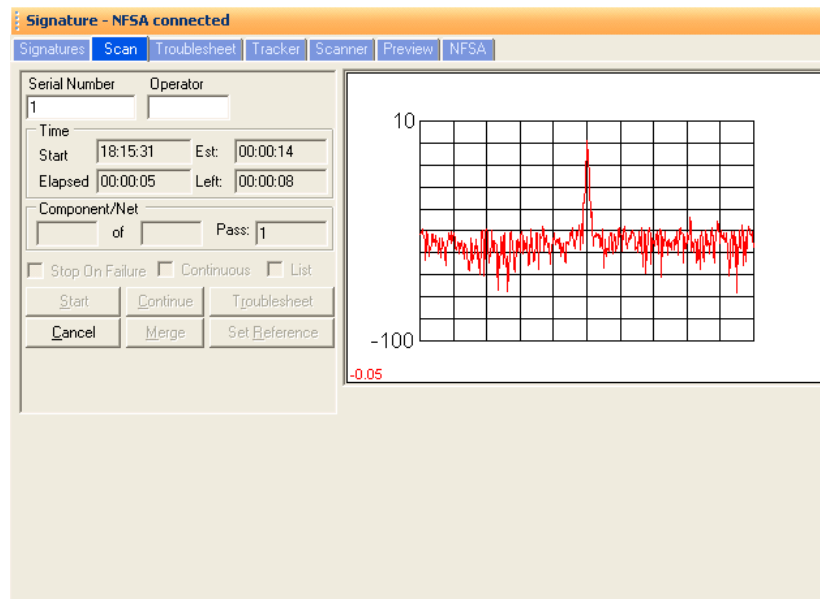 Signature - NFSA connected
Signatures Scan Troublesheet Tracker Scanner Preview NFSA
Serial Number Operator
1
Time
Start 18:15:31 Est: 00:00:14
Elapsed 00:00:05 Left: 00:00:08
Component/Net
of Pass: 1
Stop On Failure Continuous List
Start Continue Troublesheet
Cancel Merge Set Reference
10
-100
-0.05